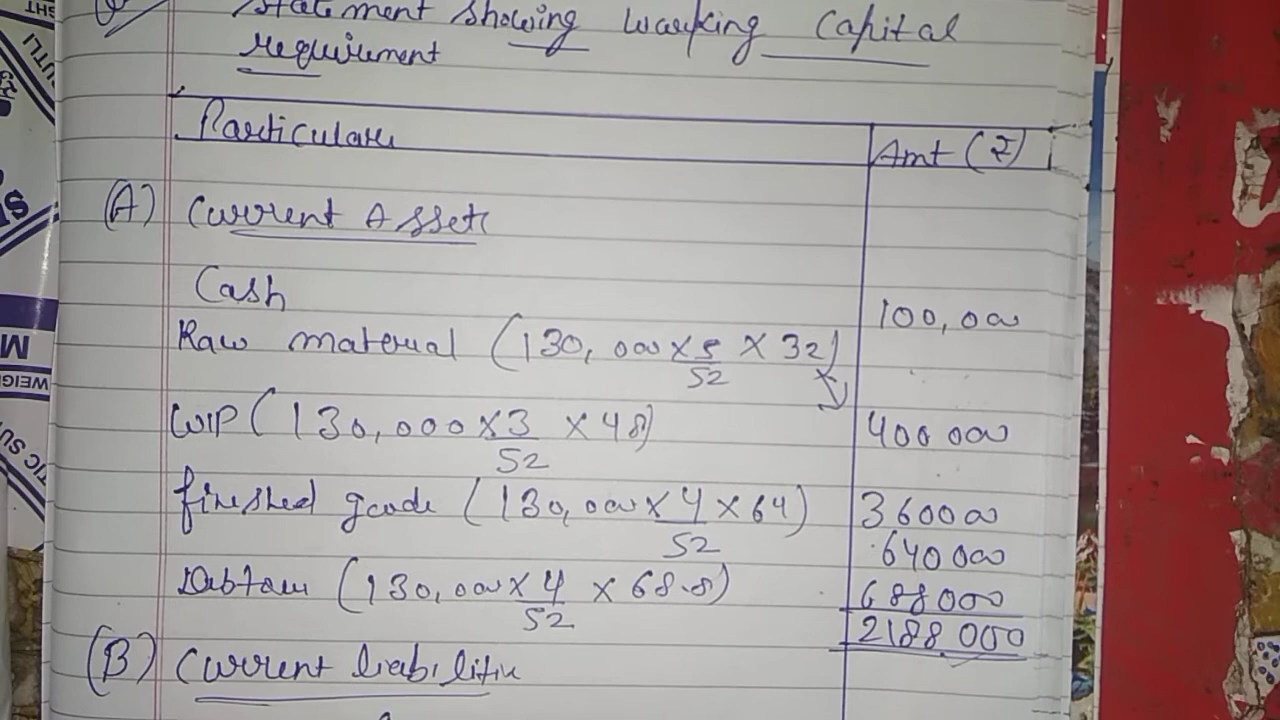 Statement showing working capital
requirement
Particulars
Amt (₹)
(A) Current Assets
Cash
100,000
Raw material (130,000 × 5/52 × 32)
400000
WIP (130,000 × 3/52 × 48)
360000
finished goods (130,000 × 4/52 × 64)
640000
Debtors (130,000 × 4/52 × 68.8)
688000
2188000
(B) Current liabilities
WEIG
M